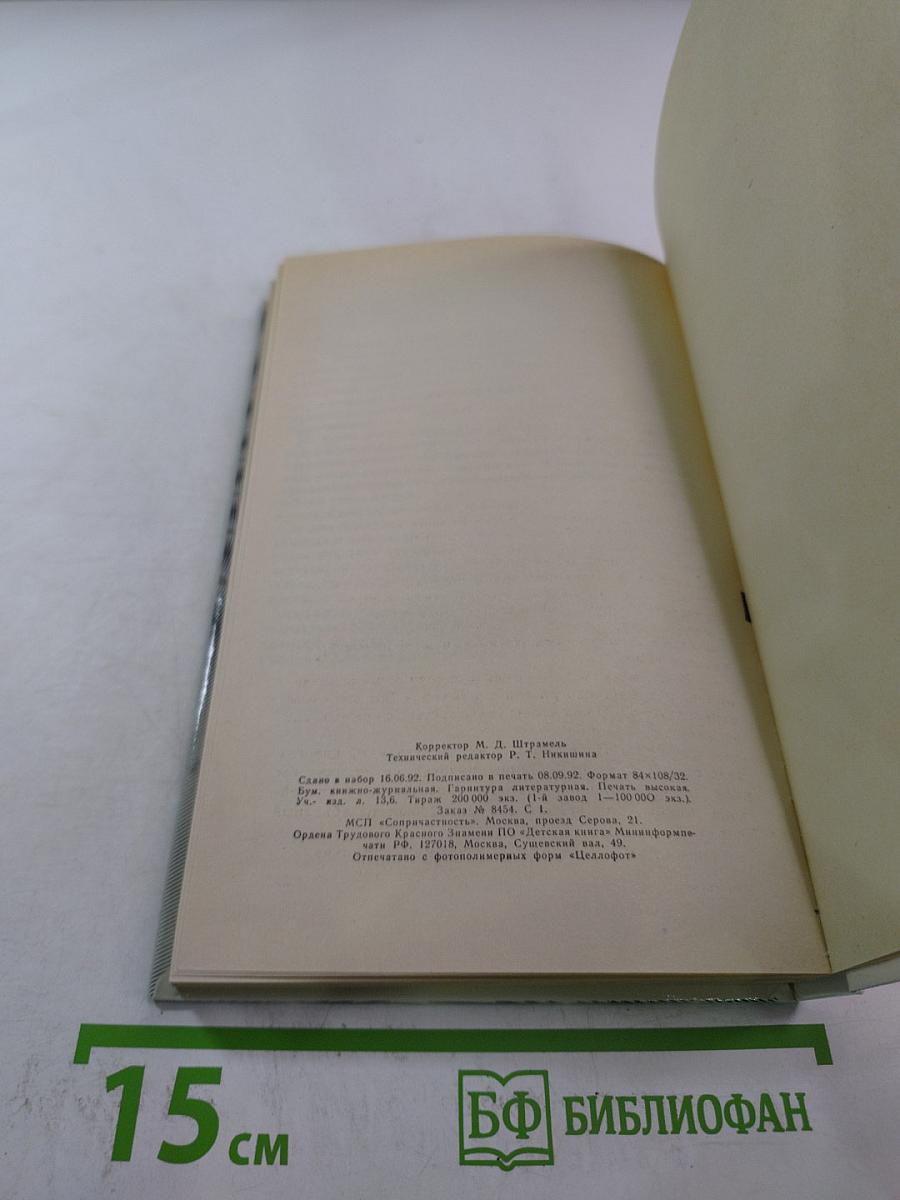 Корректор М. Д. Штрамель
Технический редактор Р. Т. Никишина
Сдано в набор 16.06.92. Подписано в печать 08.09.92. Формат 84×108/32.
Бум. книжно-журнальная. Гарнитура литературная. Печать высокая.
Уч.- изд. л. 13,6. Тираж 200 000 экз. (1-й завод 1—100 000 экз.).
Заказ № 8454. С 1.
МСП «Сопричастность». Москва, проезд Серова, 21.
Ордена Трудового Красного Знамени ПО «Детская книга» Мининформпе-
чати РФ. 127018, Москва, Сущевский вал, 49.
Отпечатано с фотополимерных форм «Целлофот»
15 см
БФ БИБЛИОФАН